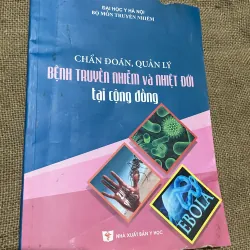 ĐẠI HỌC Y HÀ NỘI
BỘ MÔN TRUYỀN NHIỄM
CHẨN ĐOÁN, QUẢN LÝ
BỆNH TRUYỀN NHIỄM và NHIỆT ĐỚI
tại cộng đồng
EBOLA
NHÀ XUẤT BẢN Y HỌC